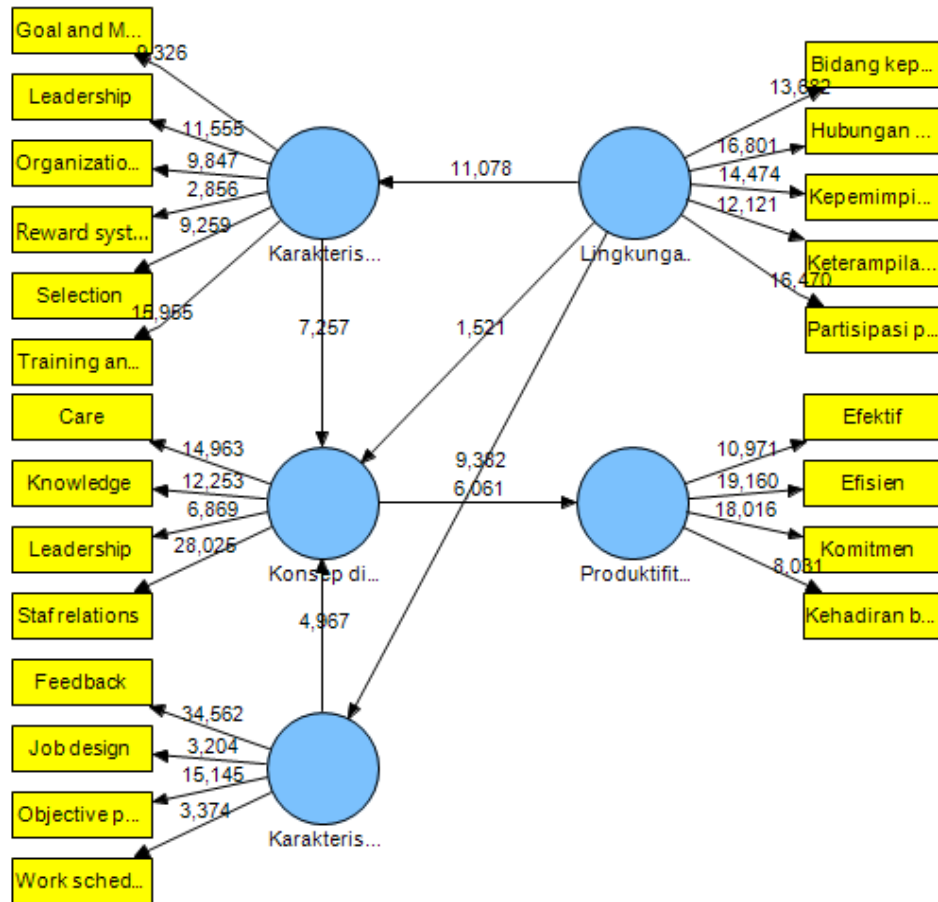 Goal and M...
9,326
Leadership
11,555
Organizatio...
9,847
Reward syst...
2,856
Selection
9,259
Training an...
15,955
Karakteris...
11,078
Lingkunga..
Bidang kep...
13,682
Hubungan ...
16,801
Kepemimpi...
14,474
Keterampila...
12,121
Partisipasi p...
16,470
7,257
1,521
9,382
Care
14,963
Knowledge
12,253
Leadership
6,869
Staf relations
28,025
Konsep di...
6,061
Produktifit...
Efektif
10,971
Efisien
19,160
Komitmen
18,016
Kehadiran b...
8,031
4,967
Feedback
34,562
Job design
3,204
Objective p...
15,145
Work sched...
3,374
Karakteris...